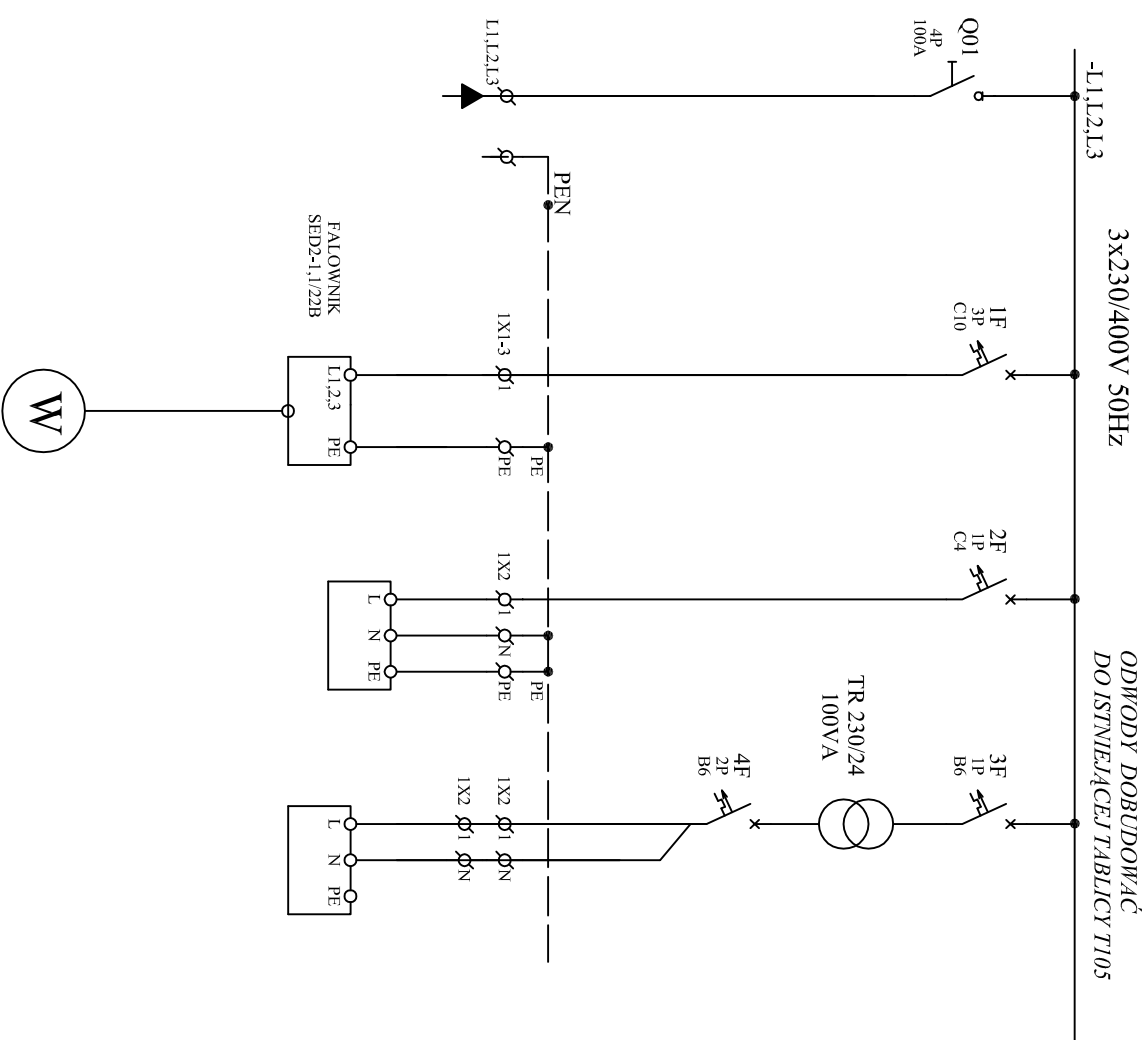 -L1,L2,L3
3x230/400V 50Hz
ODWODY DOBUDOWAĆ
DO ISTNIEJĄCEJ TABLICY T105
Q01
4P
100A
1F
3P
C10
2F
1P
C4
3F
1P
B6
TR 230/24
100VA
4F
2P
B6
L1,L2,L3
PEN
PE
PE
1X1-3
1
PE
1X2
1
N
PE
1X2
1
N
1X2
1
N
FALOWNIK
SED2-1,1/22B
L1,2,3
PE
L
N
PE
L
N
PE
W